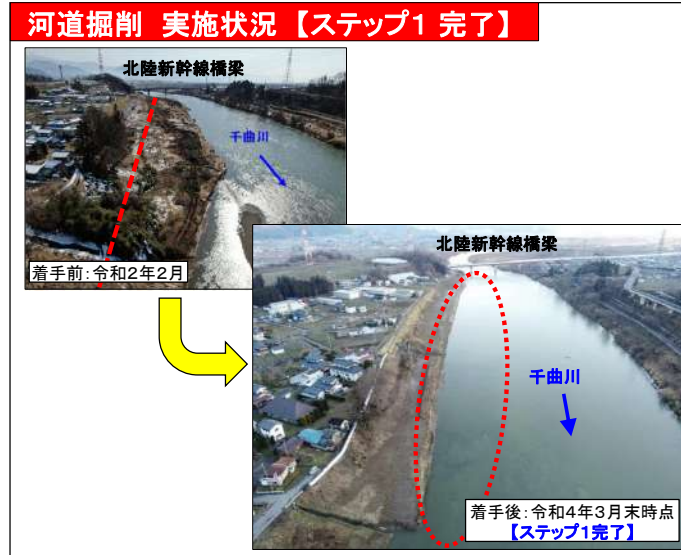 河道掘削 実施状況 【ステップ1 完了】
北陸新幹線橋梁
千曲川
着手前:令和2年2月
北陸新幹線橋梁
千曲川
着手後:令和4年3月末時点
【ステップ1完了】